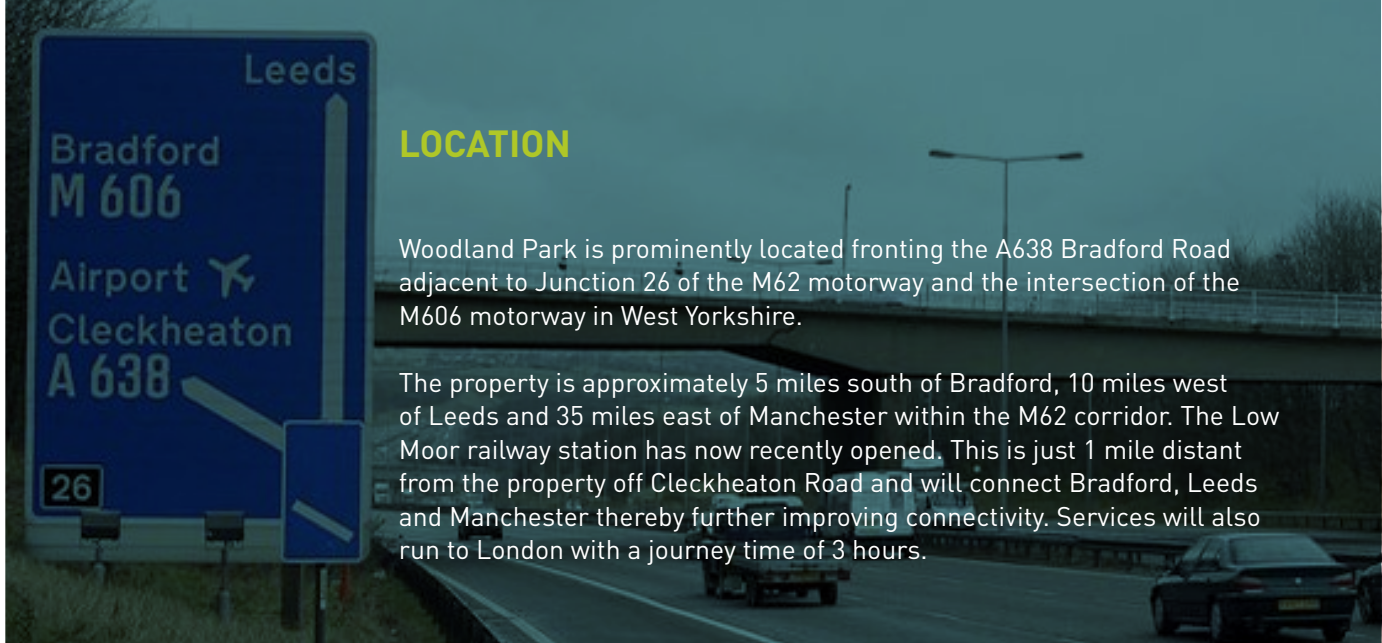 Leeds
Bradford
M 606
Airport
Cleckheaton
A 638
26
LOCATION
Woodland Park is prominently located fronting the A638 Bradford Road
adjacent to Junction 26 of the M62 motorway and the intersection of the
M606 motorway in West Yorkshire.
The property is approximately 5 miles south of Bradford, 10 miles west
of Leeds and 35 miles east of Manchester within the M62 corridor. The Low
Moor railway station has now recently opened. This is just 1 mile distant
from the property off Cleckheaton Road and will connect Bradford, Leeds
and Manchester thereby further improving connectivity. Services will also
run to London with a journey time of 3 hours.